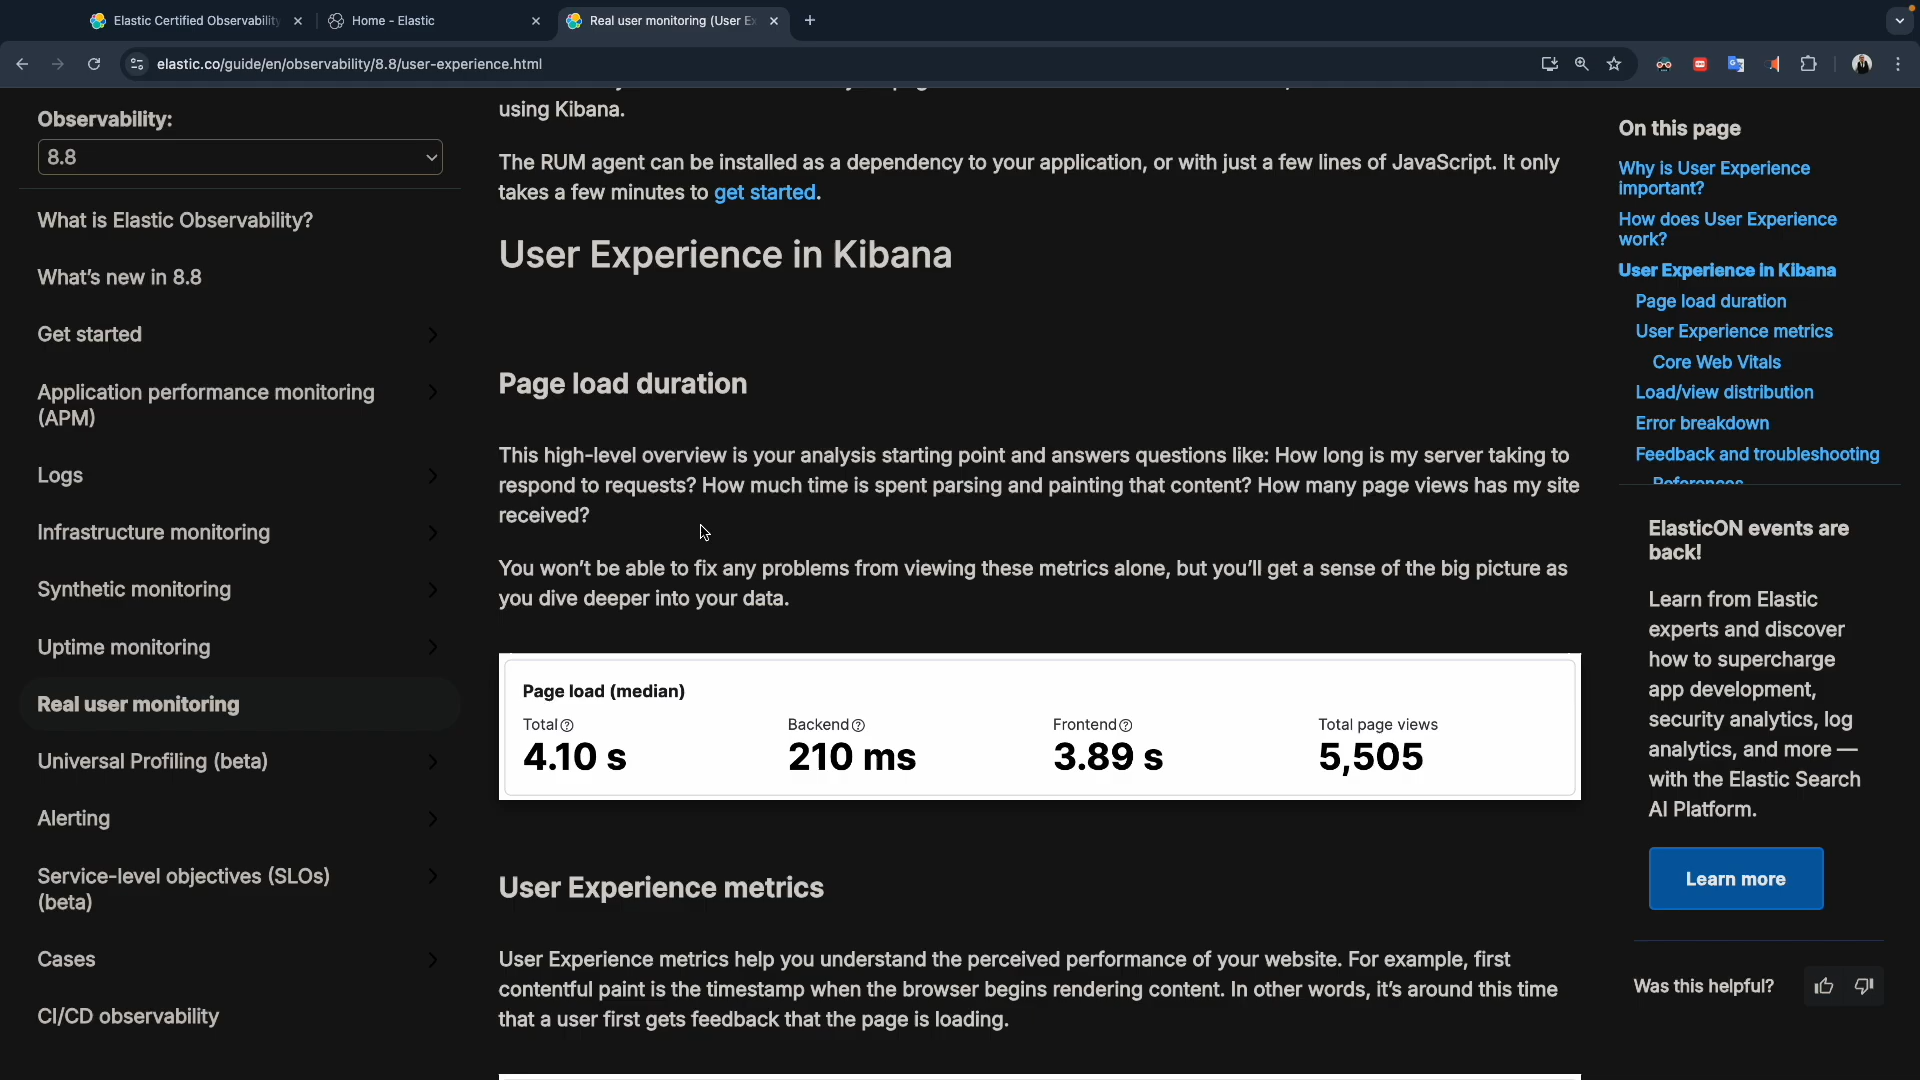 Elastic Certified Observability
Home - Elastic
Real user monitoring (User Ex
elastic.co/guide/en/observability/8.8/user-experience.html
Observability:
8.8
What is Elastic Observability?
What's new in 8.8
Get started
Application performance monitoring
(APM)
Logs
Infrastructure monitoring
Synthetic monitoring
Uptime monitoring
Real user monitoring
Universal Profiling (beta)
Alerting
Service-level objectives (SLOs)
(beta)
Cases
CI/CD observability
using Kibana.
The RUM agent can be installed as a dependency to your application, or with just a few lines of JavaScript. It only
takes a few minutes to get started.
User Experience in Kibana
Page load duration
This high-level overview is your analysis starting point and answers questions like: How long is my server taking to
respond to requests? How much time is spent parsing and painting that content? How many page views has my site
received?
You won't be able to fix any problems from viewing these metrics alone, but you'll get a sense of the big picture as
you dive deeper into your data.
Page load (median)
Total Backend Frontend Total page views
4.10 s 210 ms 3.89 s 5,505
User Experience metrics
User Experience metrics help you understand the perceived performance of your website. For example, first
contentful paint is the timestamp when the browser begins rendering content. In other words, it's around this time
that a user first gets feedback that the page is loading.
On this page
Why is User Experience
important?
How does User Experience
work?
User Experience in Kibana
Page load duration
User Experience metrics
Core Web Vitals
Load/view distribution
Error breakdown
Feedback and troubleshooting
References
ElasticON events are
back!
Learn from Elastic
experts and discover
how to supercharge
app development,
security analytics, log
analytics, and more —
with the Elastic Search
AI Platform.
Learn more
Was this helpful?